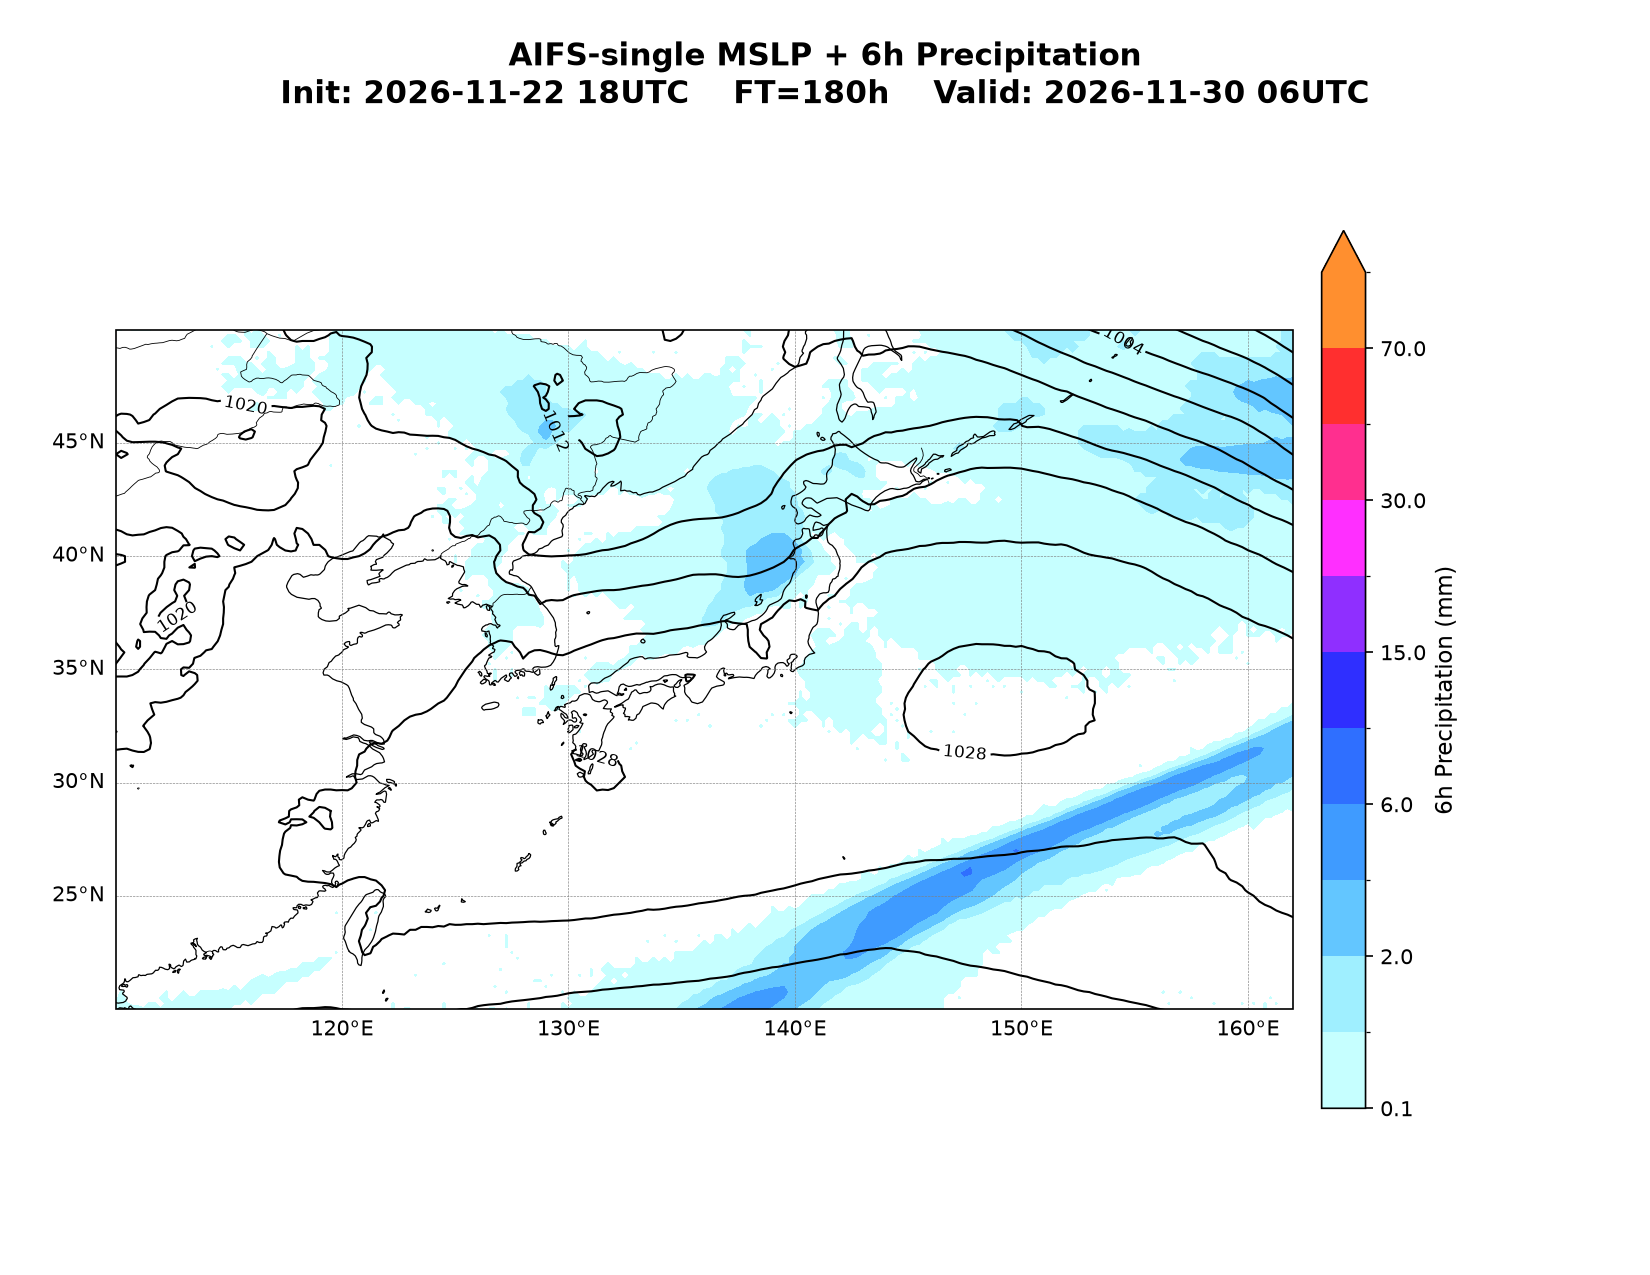 AIFS-single MSLP + 6h Precipitation
Init: 2026-11-22 18UTC    FT=180h    Valid: 2026-11-30 06UTC
1004
1020
1012
1020
1028
1028
45°N
40°N
35°N
30°N
25°N
120°E
130°E
140°E
150°E
160°E
70.0
30.0
15.0
6.0
2.0
0.1
6h Precipitation (mm)